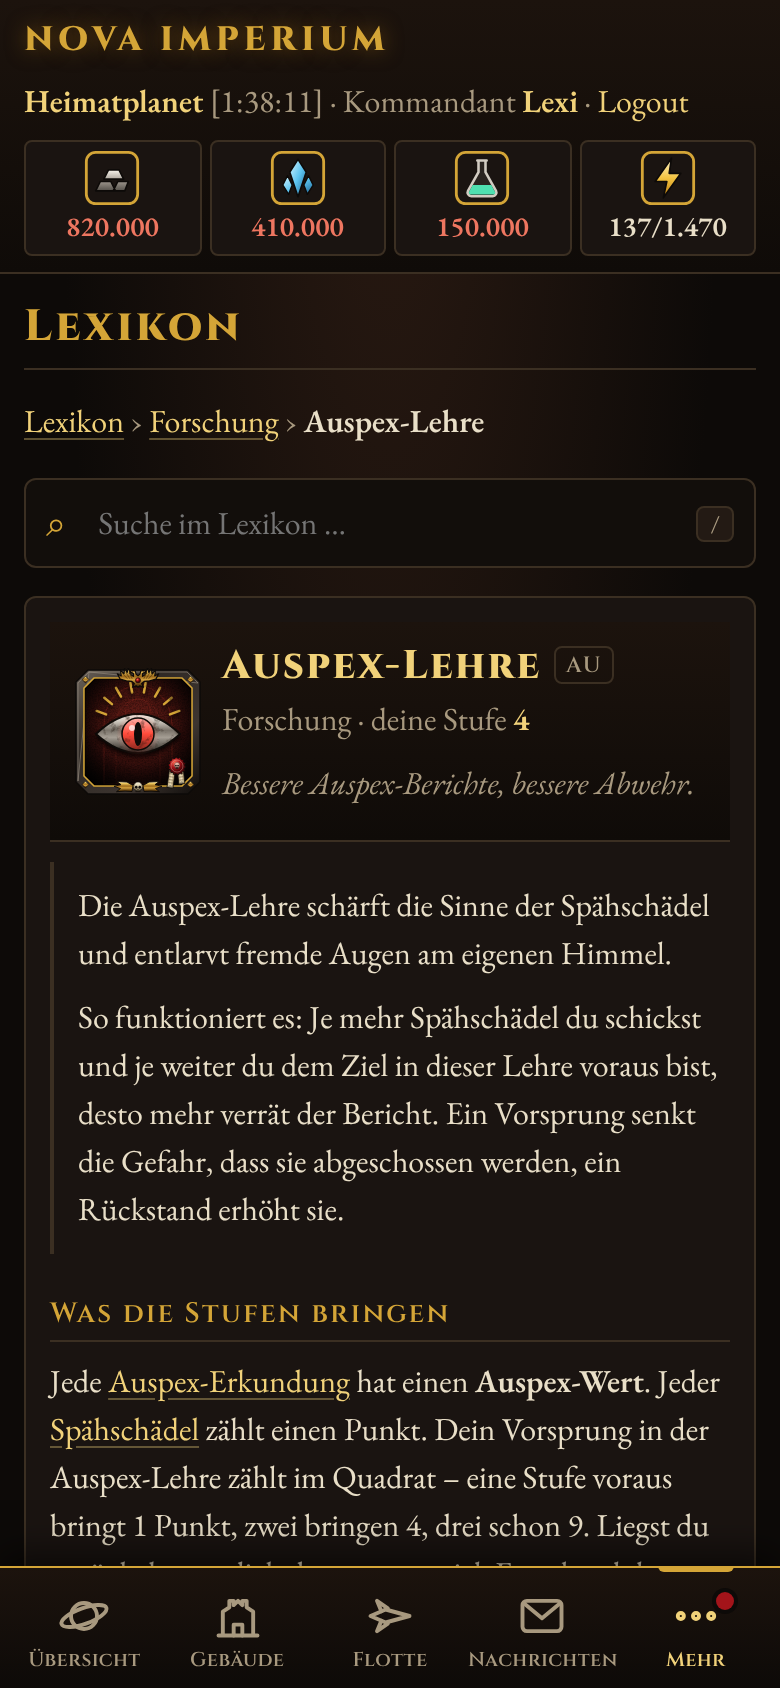 NOVA IMPERIUM
Heimatplanet [1:38:11] · Kommandant Lexi · Logout
820.000 410.000 150.000 137/1.470
LEXIKON
Lexikon › Forschung › Auspex-Lehre
Suche im Lexikon ... /
AUSPEX-LEHRE AU
Forschung · deine Stufe 4
Bessere Auspex-Berichte, bessere Abwehr.
Die Auspex-Lehre schärft die Sinne der Spähschädel
und entlarvt fremde Augen am eigenen Himmel.
So funktioniert es: Je mehr Spähschädel du schickst
und je weiter du dem Ziel in dieser Lehre voraus bist,
desto mehr verrät der Bericht. Ein Vorsprung senkt
die Gefahr, dass sie abgeschossen werden, ein
Rückstand erhöht sie.
WAS DIE STUFEN BRINGEN
Jede Auspex-Erkundung hat einen Auspex-Wert. Jeder
Spähschädel zählt einen Punkt. Dein Vorsprung in der
Auspex-Lehre zählt im Quadrat – eine Stufe voraus
bringt 1 Punkt, zwei bringen 4, drei schon 9. Liegst du
ÜBERSICHT GEBÄUDE FLOTTE NACHRICHTEN MEHR